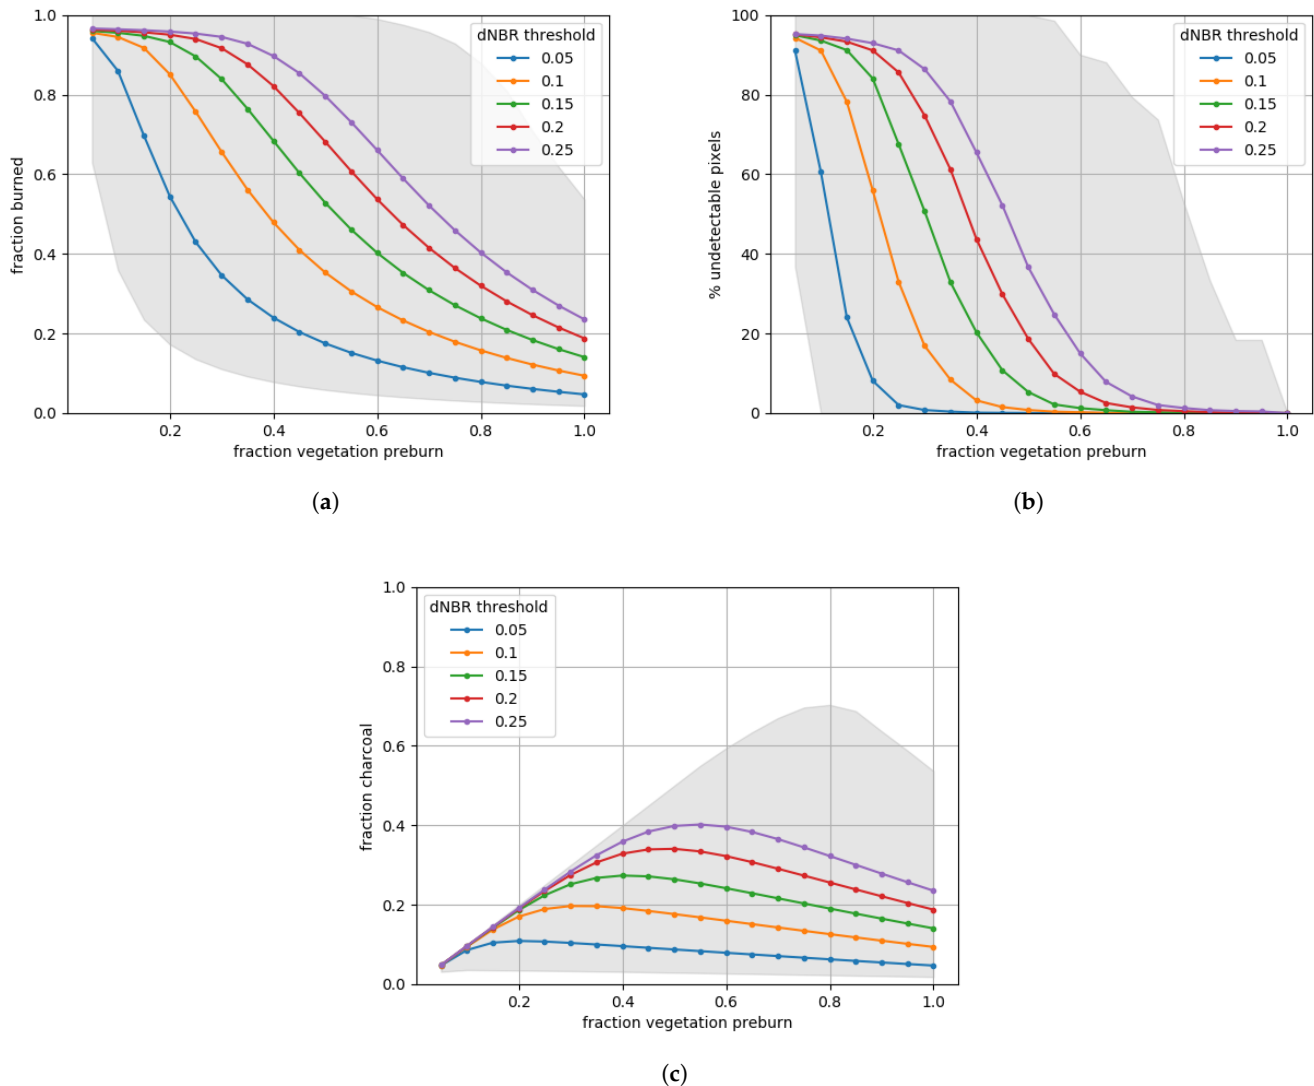 1.0
0.8
0.6
0.4
0.2
0.0
fraction burned
dNBR threshold
0.05
0.1
0.15
0.2
0.25
0.2 0.4 0.6 0.8 1.0
fraction vegetation preburn
(a)
100
80
60
40
20
0
% undetectable pixels
dNBR threshold
0.05
0.1
0.15
0.2
0.25
0.2 0.4 0.6 0.8 1.0
fraction vegetation preburn
(b)
1.0
0.8
0.6
0.4
0.2
0.0
fraction charcoal
dNBR threshold
0.05
0.1
0.15
0.2
0.25
0.2 0.4 0.6 0.8 1.0
fraction vegetation preburn
(c)